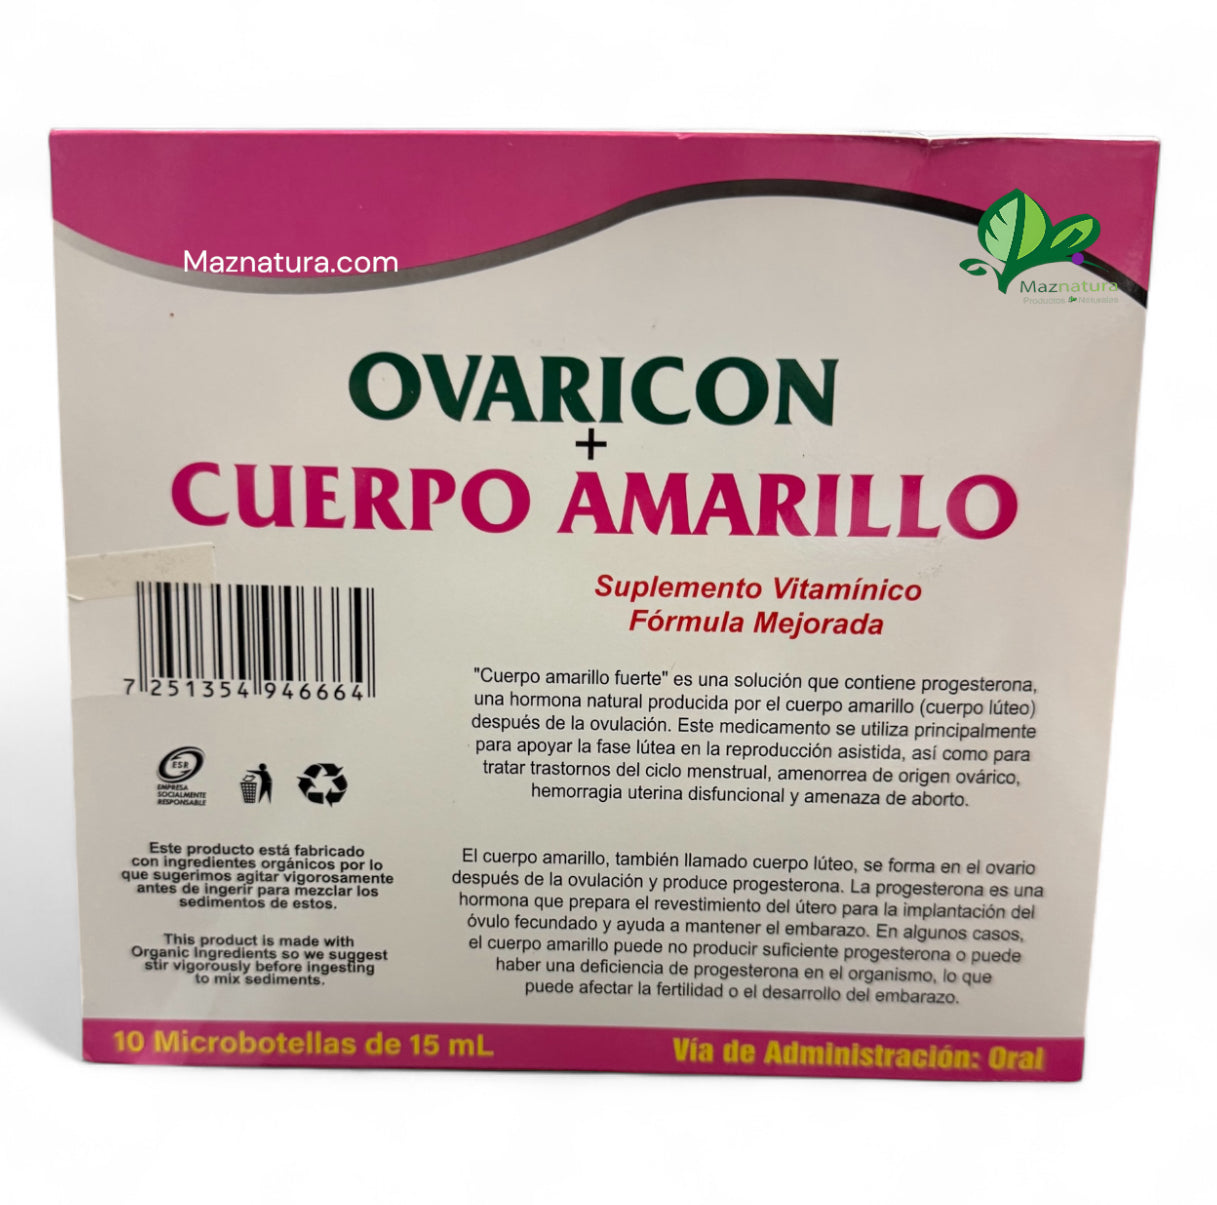 Maznatura.com
Maznatura
Productos Naturales
OVARICON
+
CUERPO AMARILLO
Suplemento Vitamínico
Fórmula Mejorada
7 251354 946664
"Cuerpo amarillo fuerte" es una solución que contiene progesterona,
una hormona natural producida por el cuerpo amarillo (cuerpo lúteo)
después de la ovulación. Este medicamento se utiliza principalmente
para apoyar la fase lútea en la reproducción asistida, así como para
tratar trastornos del ciclo menstrual, amenorrea de origen ovárico,
hemorragia uterina disfuncional y amenaza de aborto.
ESR
EMPRESA
SOCIALMENTE
RESPONSABLE
Este producto está fabricado
con ingredientes orgánicos por lo
que sugerimos agitar vigorosamente
antes de ingerir para mezclar los
sedimentos de estos.
This product is made with
Organic Ingredients so we suggest
stir vigorously before ingesting
to mix sediments.
El cuerpo amarillo, también llamado cuerpo lúteo, se forma en el ovario
después de la ovulación y produce progesterona. La progesterona es una
hormona que prepara el revestimiento del útero para la implantación del
óvulo fecundado y ayuda a mantener el embarazo. En algunos casos,
el cuerpo amarillo puede no producir suficiente progesterona o puede
haber una deficiencia de progesterona en el organismo, lo que
puede afectar la fertilidad o el desarrollo del embarazo.
10 Microbotellas de 15 mL
Vía de Administración: Oral